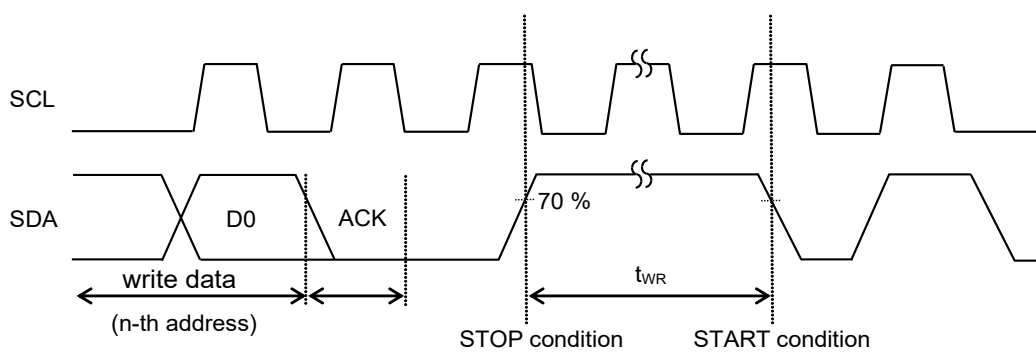 SCL
SDA
D0
ACK
70 %
write data
(n-th address)
tWR
STOP condition
START condition